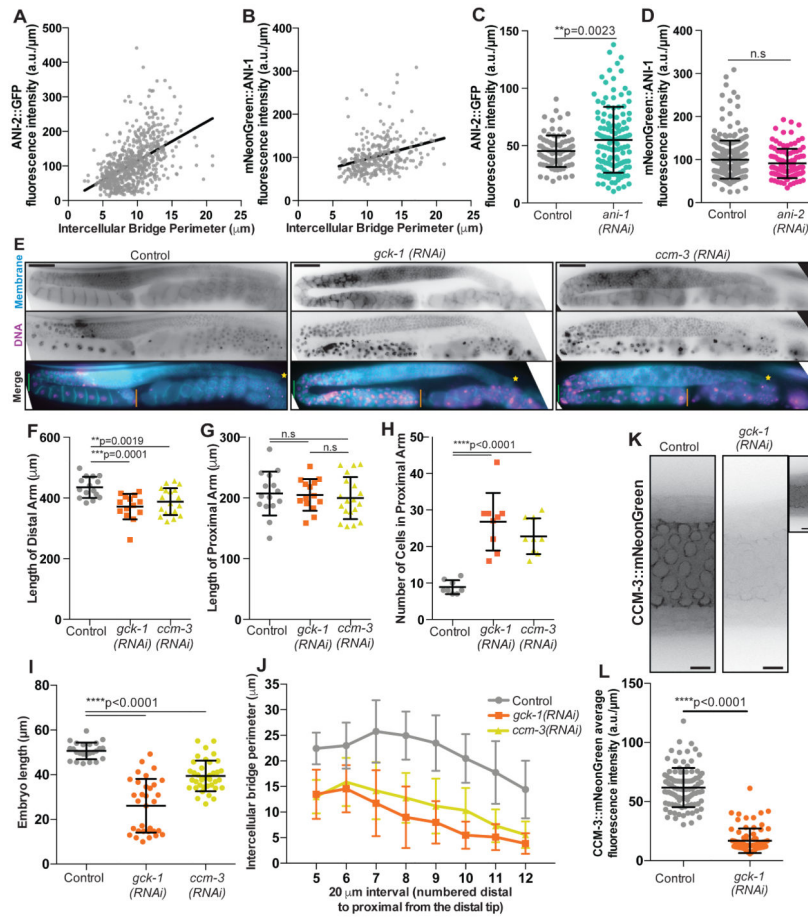 A
ANI-2::GFP
fluorescence intensity (a.u./µm)
500
400
300
200
100
0
0 5 10 15 20 25
Intercellular Bridge Perimeter (µm)
B
mNeonGreen::ANI-1
fluorescence intensity (a.u./µm)
400
300
200
100
0
0 5 10 15 20 25
Intercellular Bridge Perimeter (µm)
C
**p=0.0023
ANI-2::GFP
fluorescence intensity (a.u./µm)
150
100
50
0
Control
ani-1
(RNAi)
D
n.s
mNeonGreen::ANI-1
fluorescence intensity (a.u./µm)
400
300
200
100
0
Control
ani-2
(RNAi)
E
Control
gck-1 (RNAi)
ccm-3 (RNAi)
Membrane
DNA
Merge
F
**p=0.0019
***p=0.0001
Length of Distal Arm (µm)
600
400
200
0
Control
gck-1
(RNAi)
ccm-3
(RNAi)
G
n.s
n.s
Length of Proximal Arm (µm)
300
200
100
0
Control
gck-1
(RNAi)
ccm-3
(RNAi)
H
****p<0.0001
Number of Cells in Proximal Arm
50
40
30
20
10
0
Control
gck-1
(RNAi)
ccm-3
(RNAi)
I
****p<0.0001
Embryo length (µm)
80
60
40
20
0
Control
gck-1
(RNAi)
ccm-3
(RNAi)
J
Intercellular bridge perimeter (µm)
35
30
25
20
15
10
5
0
Control
gck-1(RNAi)
ccm-3(RNAi)
5 6 7 8 9 10 11 12
20 µm interval (numbered distal
to proximal from the distal tip)
K
Control
gck-1
(RNAi)
CCM-3::mNeonGreen
L
****p<0.0001
CCM-3::mNeonGreen average
fluorescence intensity (a.u./µm)
150
100
50
0
Control
gck-1
(RNAi)